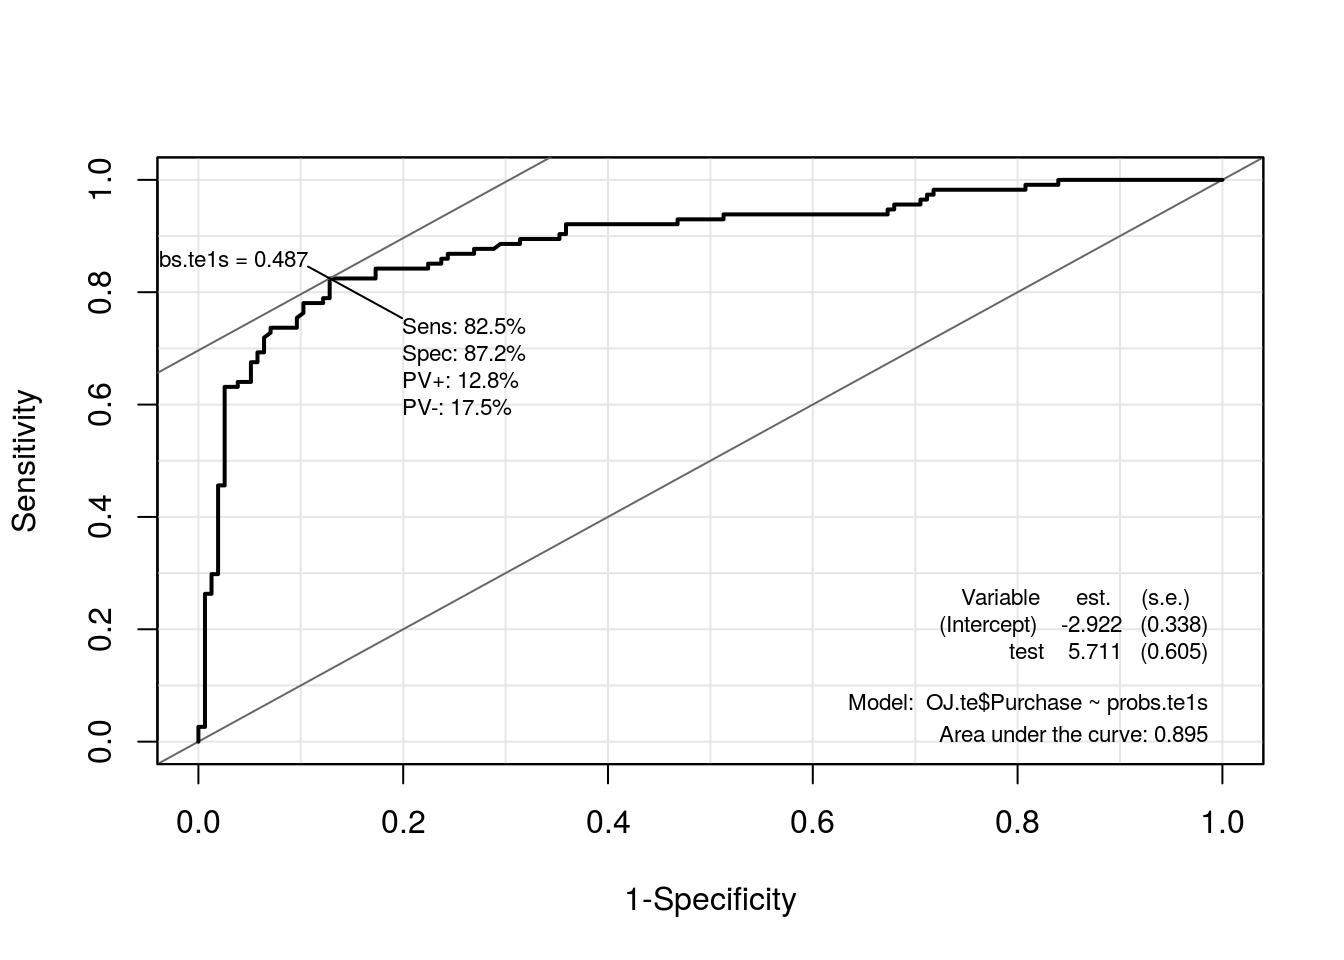 Sensitivity
1.0
0.8
0.6
0.4
0.2
0.0
bs.te1s = 0.487
Sens: 82.5%
Spec: 87.2%
PV+: 12.8%
PV-: 17.5%
Variable est. (s.e.)
(Intercept) -2.922 (0.338)
test 5.711 (0.605)
Model: OJ.te$Purchase ~ probs.te1s
Area under the curve: 0.895
0.0 0.2 0.4 0.6 0.8 1.0
1-Specificity